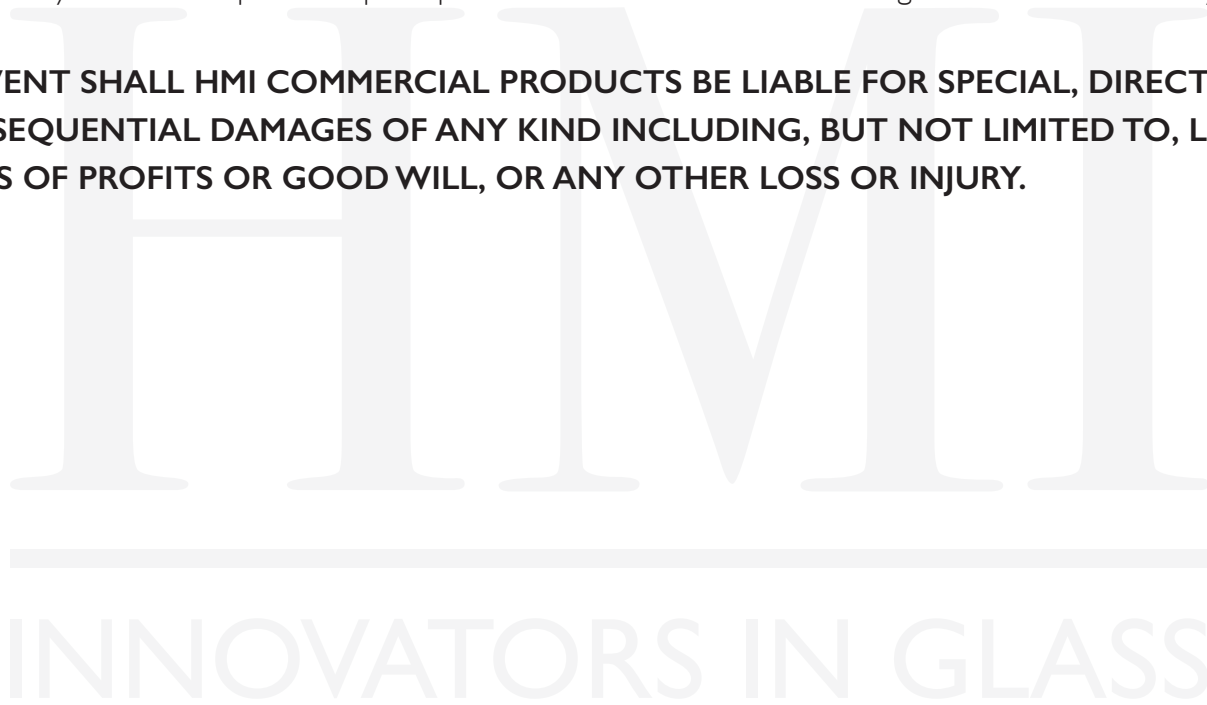 VENT SHALL HMI COMMERCIAL PRODUCTS BE LIABLE FOR SPECIAL, DIRECT
SEQUENTIAL DAMAGES OF ANY KIND INCLUDING, BUT NOT LIMITED TO, L
S OF PROFITS OR GOOD WILL, OR ANY OTHER LOSS OR INJURY.
HMI
INNOVATORS IN GLASS